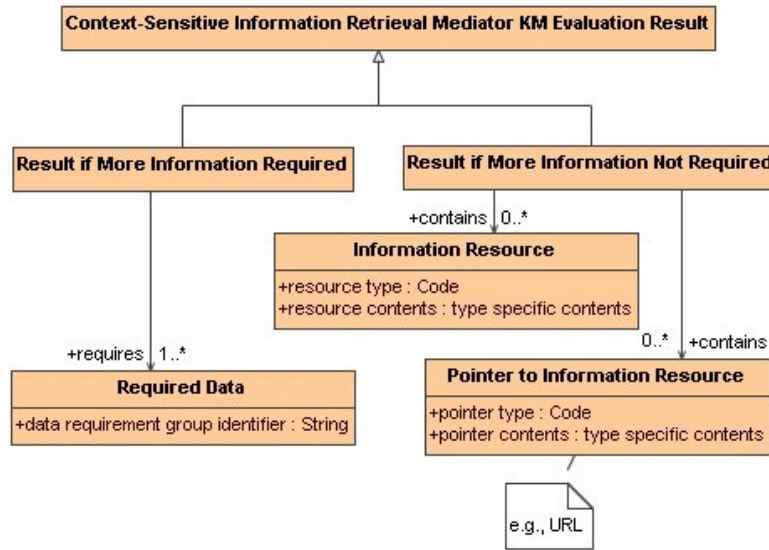 Context-Sensitive Information Retrieval Mediator KM Evaluation Result
Result if More Information Required
Result if More Information Not Required
+contains 0..*
Information Resource
+resource type : Code
+resource contents : type specific contents
+requires 1..*
0..* +contains
Required Data
+data requirement group identifier : String
Pointer to Information Resource
+pointer type : Code
+pointer contents : type specific contents
e.g., URL